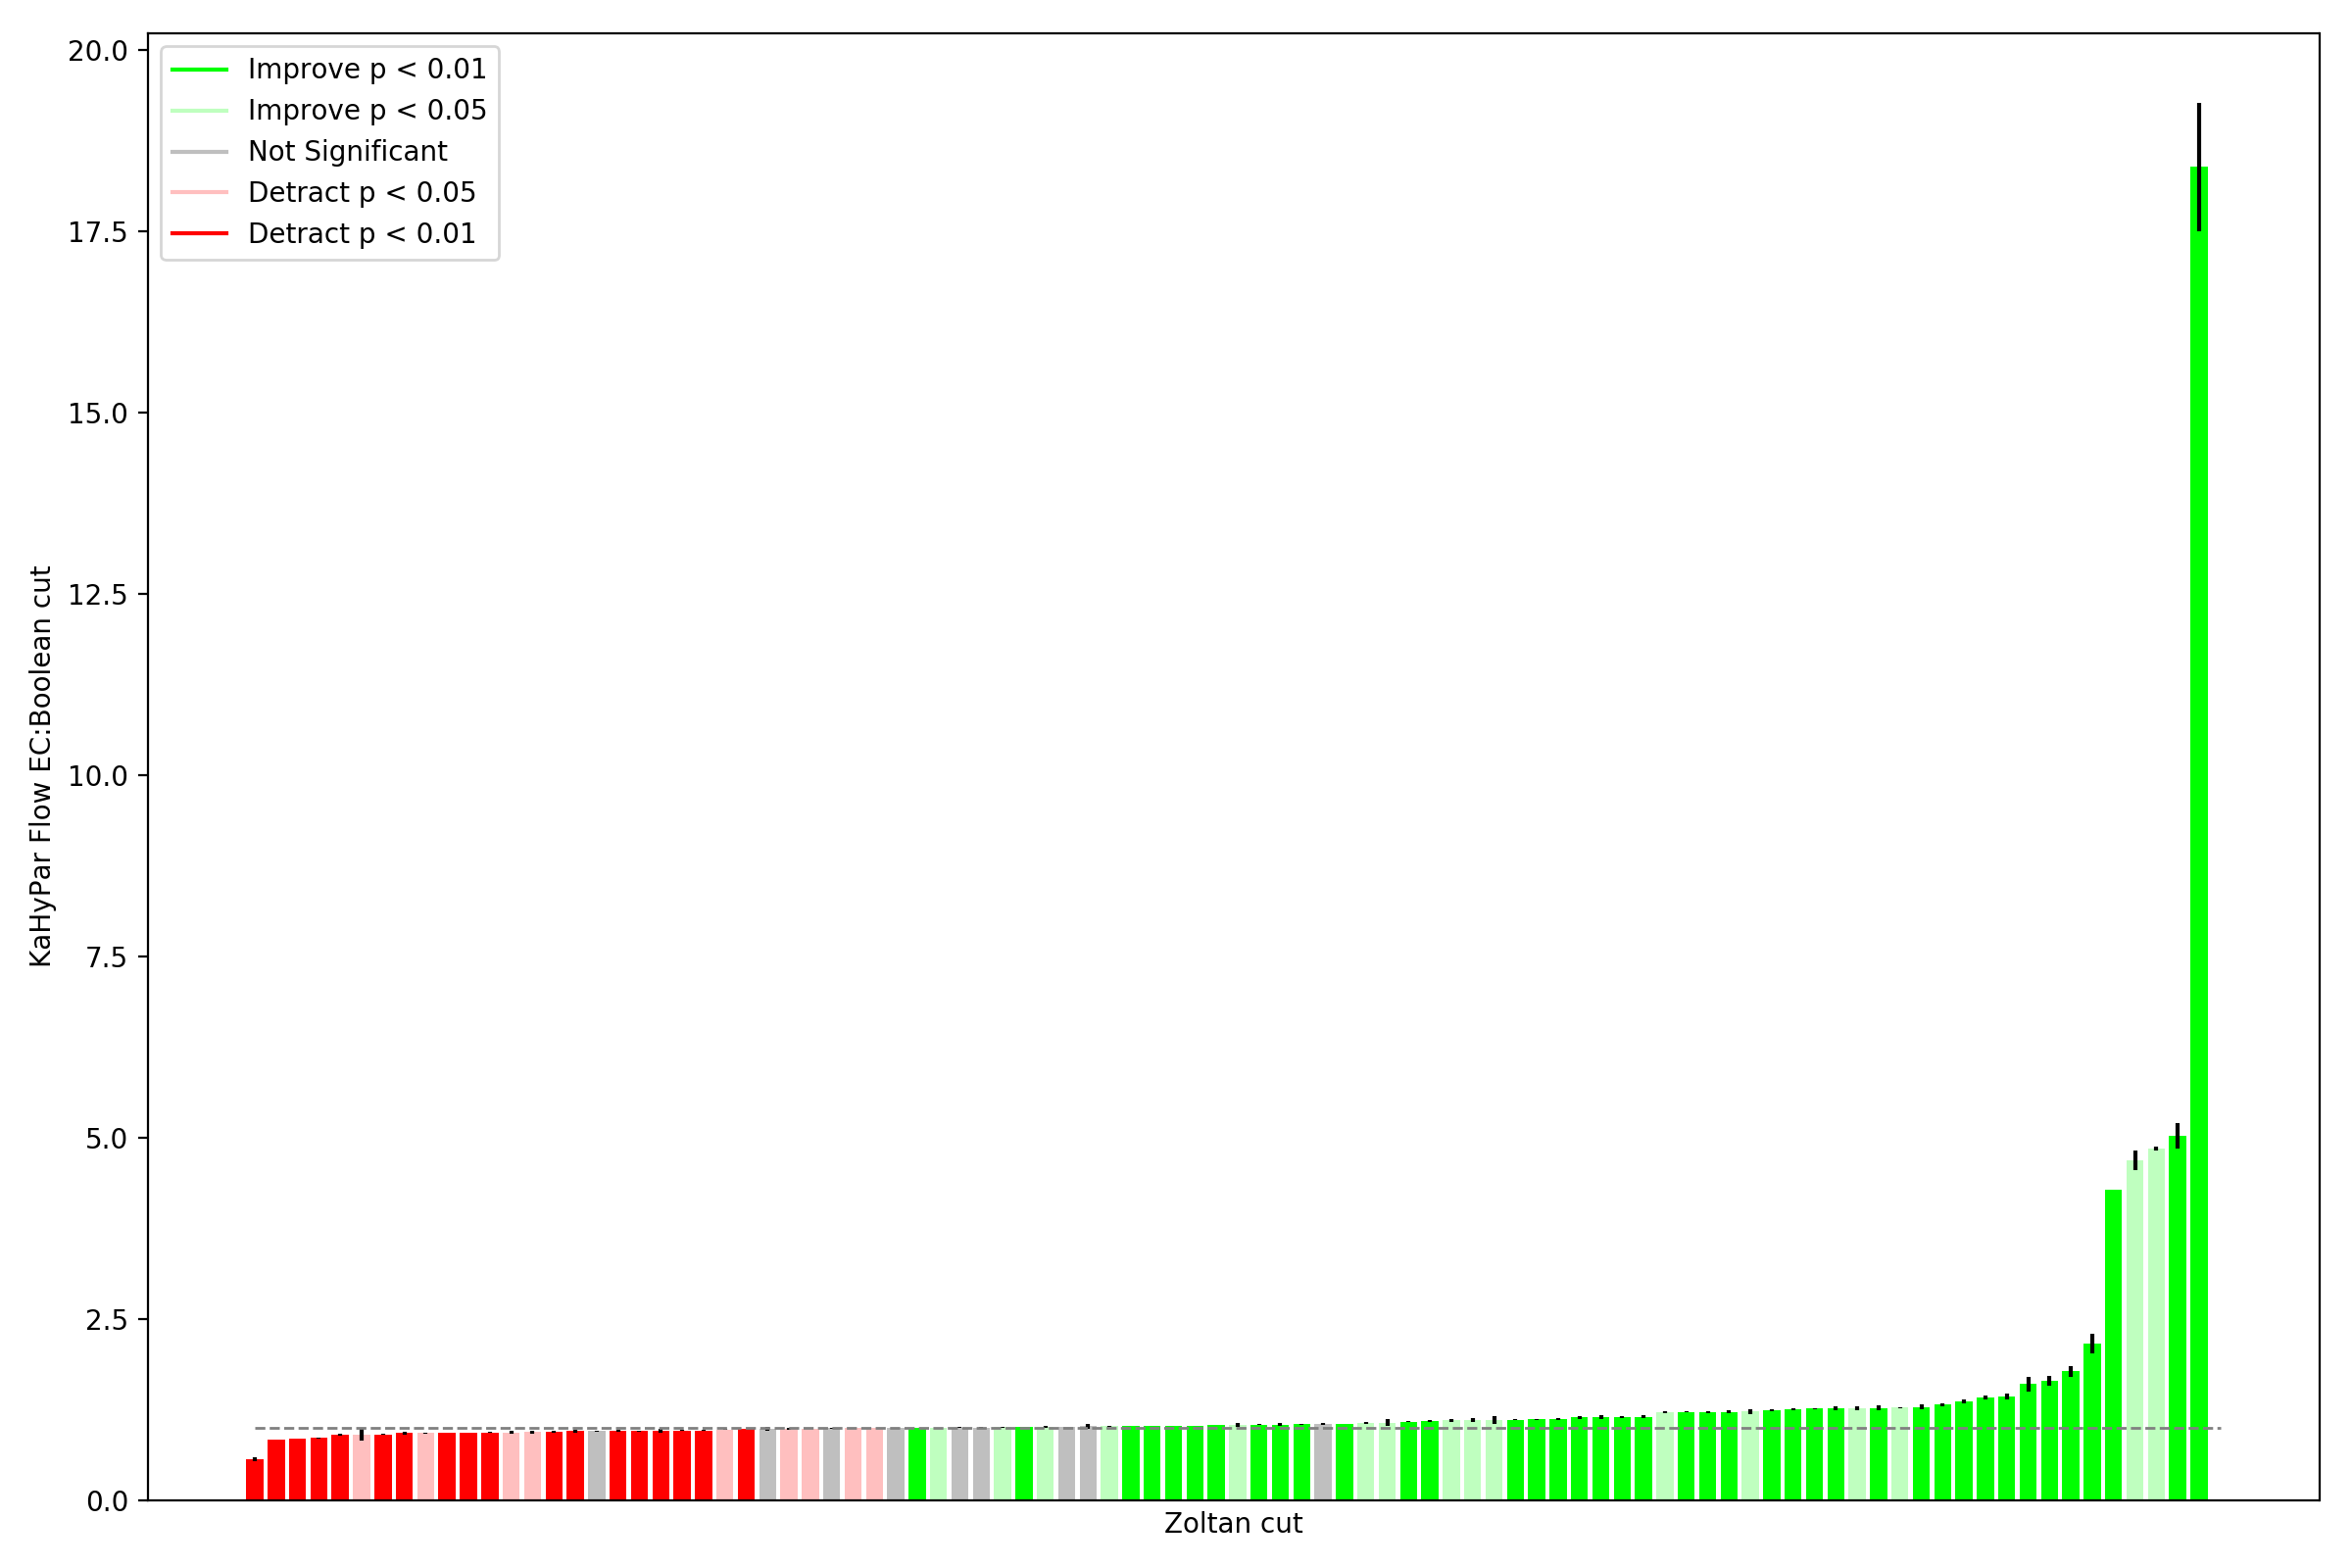 Improve p < 0.01
Improve p < 0.05
Not Significant
Detract p < 0.05
Detract p < 0.01
20.0
17.5
15.0
12.5
10.0
7.5
5.0
2.5
0.0
KaHyPar Flow EC:Boolean cut
Zoltan cut